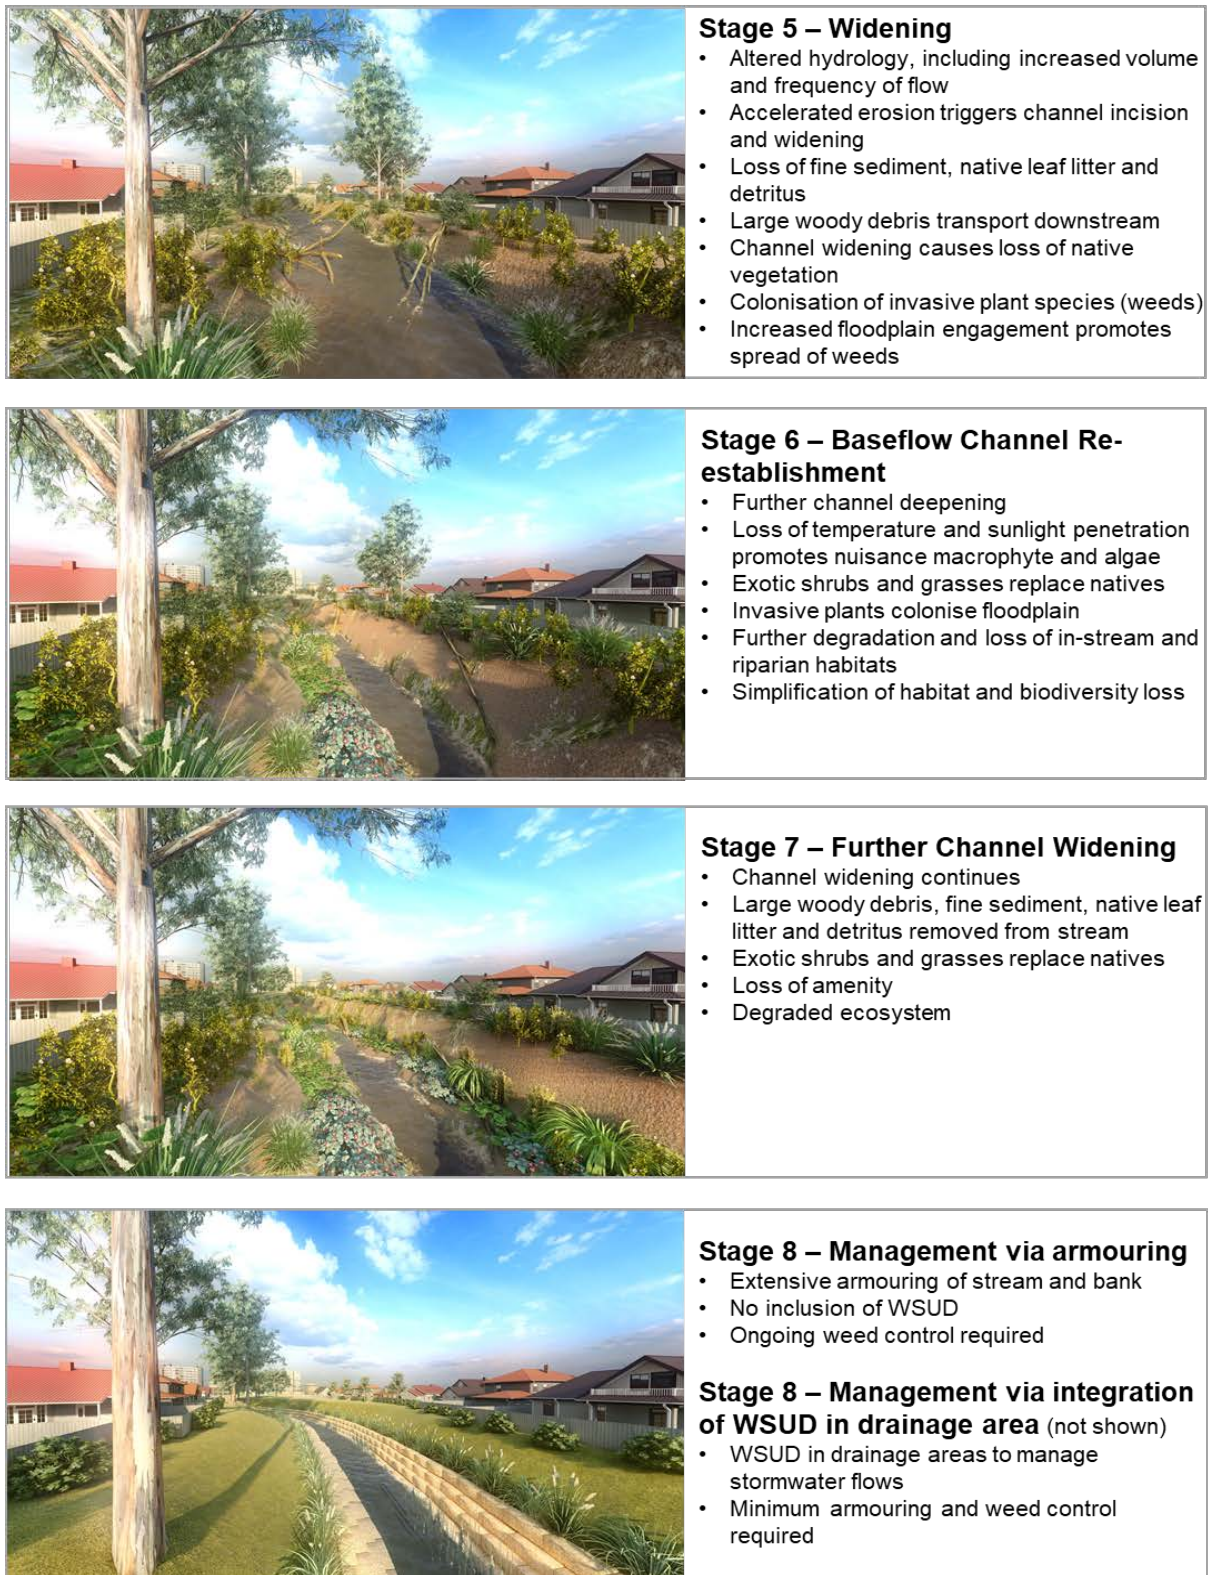 Stage 5 – Widening
• Altered hydrology, including increased volume
and frequency of flow
• Accelerated erosion triggers channel incision
and widening
• Loss of fine sediment, native leaf litter and
detritus
• Large woody debris transport downstream
• Channel widening causes loss of native
vegetation
• Colonisation of invasive plant species (weeds)
• Increased floodplain engagement promotes
spread of weeds
Stage 6 – Baseflow Channel Re-
establishment
• Further channel deepening
• Loss of temperature and sunlight penetration
promotes nuisance macrophyte and algae
• Exotic shrubs and grasses replace natives
• Invasive plants colonise floodplain
• Further degradation and loss of in-stream and
riparian habitats
• Simplification of habitat and biodiversity loss
Stage 7 – Further Channel Widening
• Channel widening continues
• Large woody debris, fine sediment, native leaf
litter and detritus removed from stream
• Exotic shrubs and grasses replace natives
• Loss of amenity
• Degraded ecosystem
Stage 8 – Management via armouring
• Extensive armouring of stream and bank
• No inclusion of WSUD
• Ongoing weed control required
Stage 8 – Management via integration
of WSUD in drainage area (not shown)
• WSUD in drainage areas to manage
stormwater flows
• Minimum armouring and weed control
required